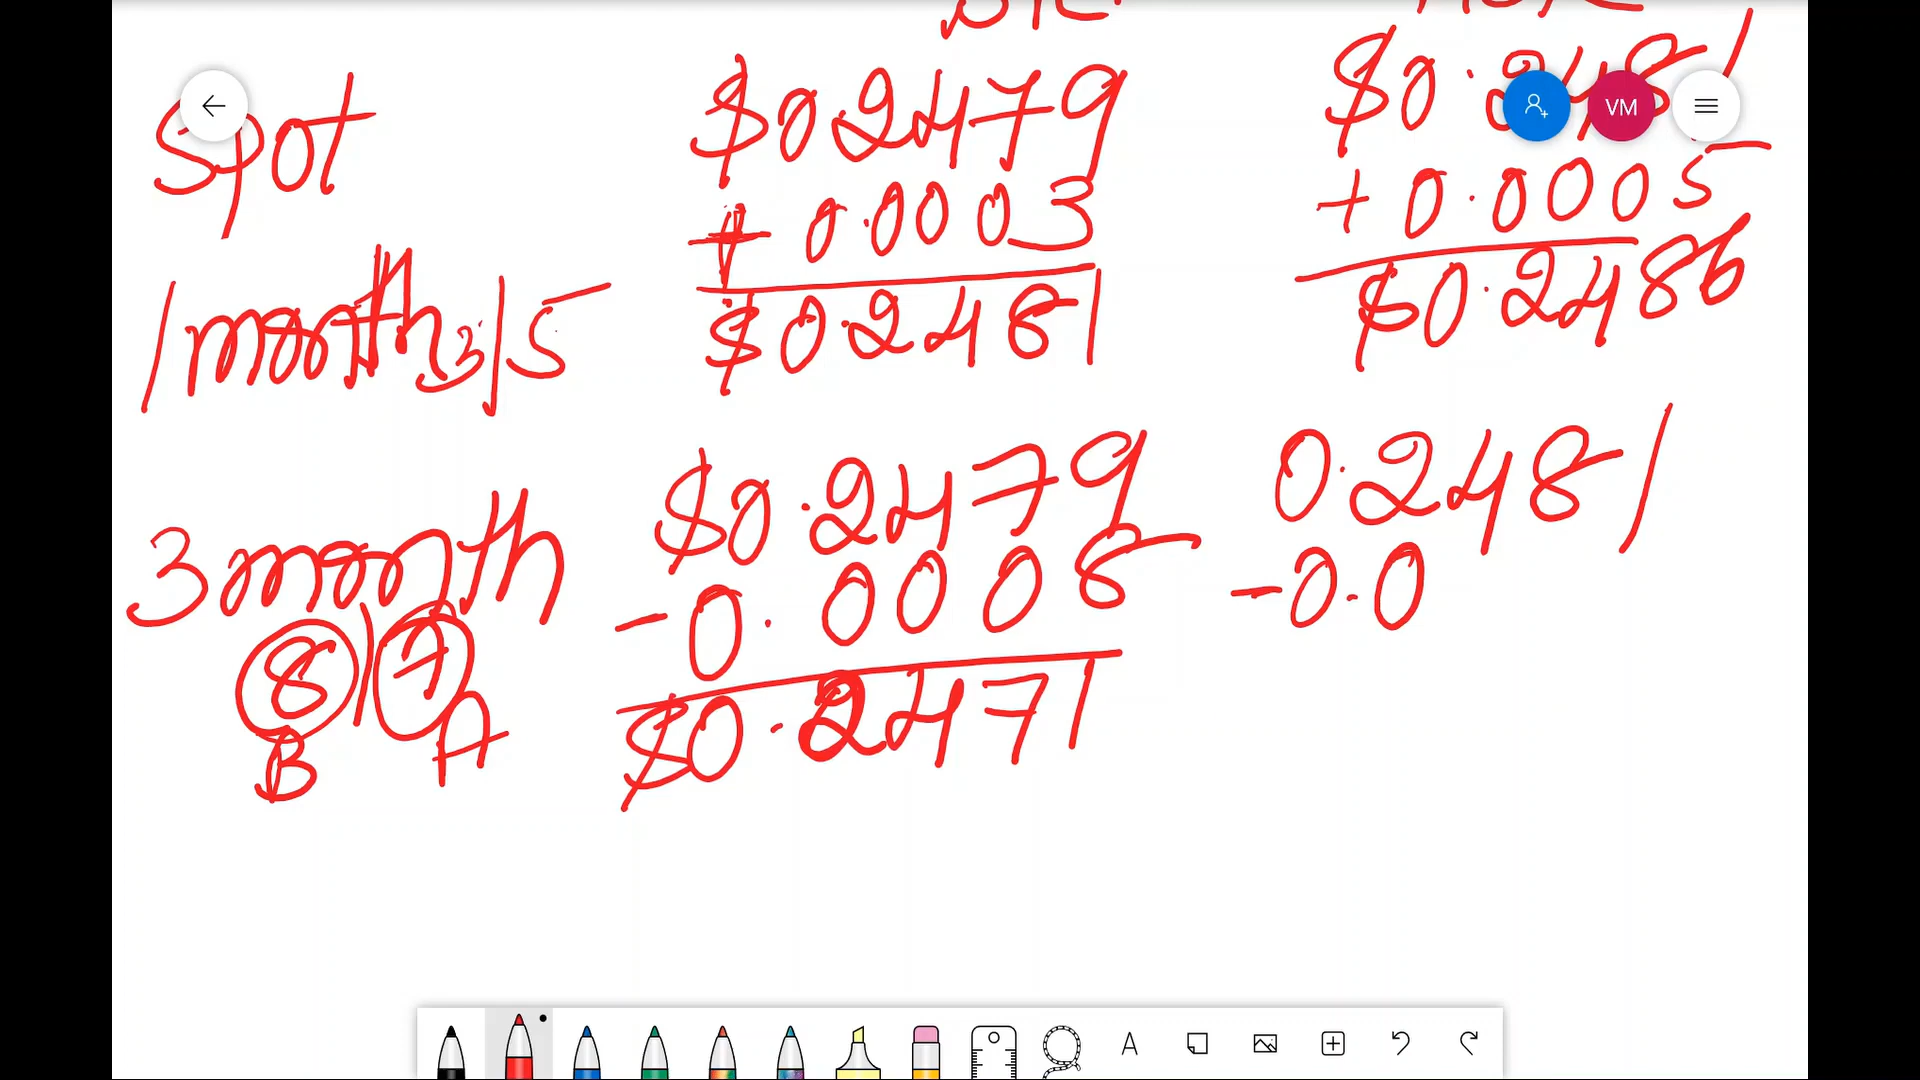 Spot $0.2479 $0.2481
+ 0.0003 + 0.0005
1 month 3/5 $0.2481 $0.2486
3 month $0.2479 0.2481
- 0.0008 - 0.0
8/7 $0.2471
B A
VM
A